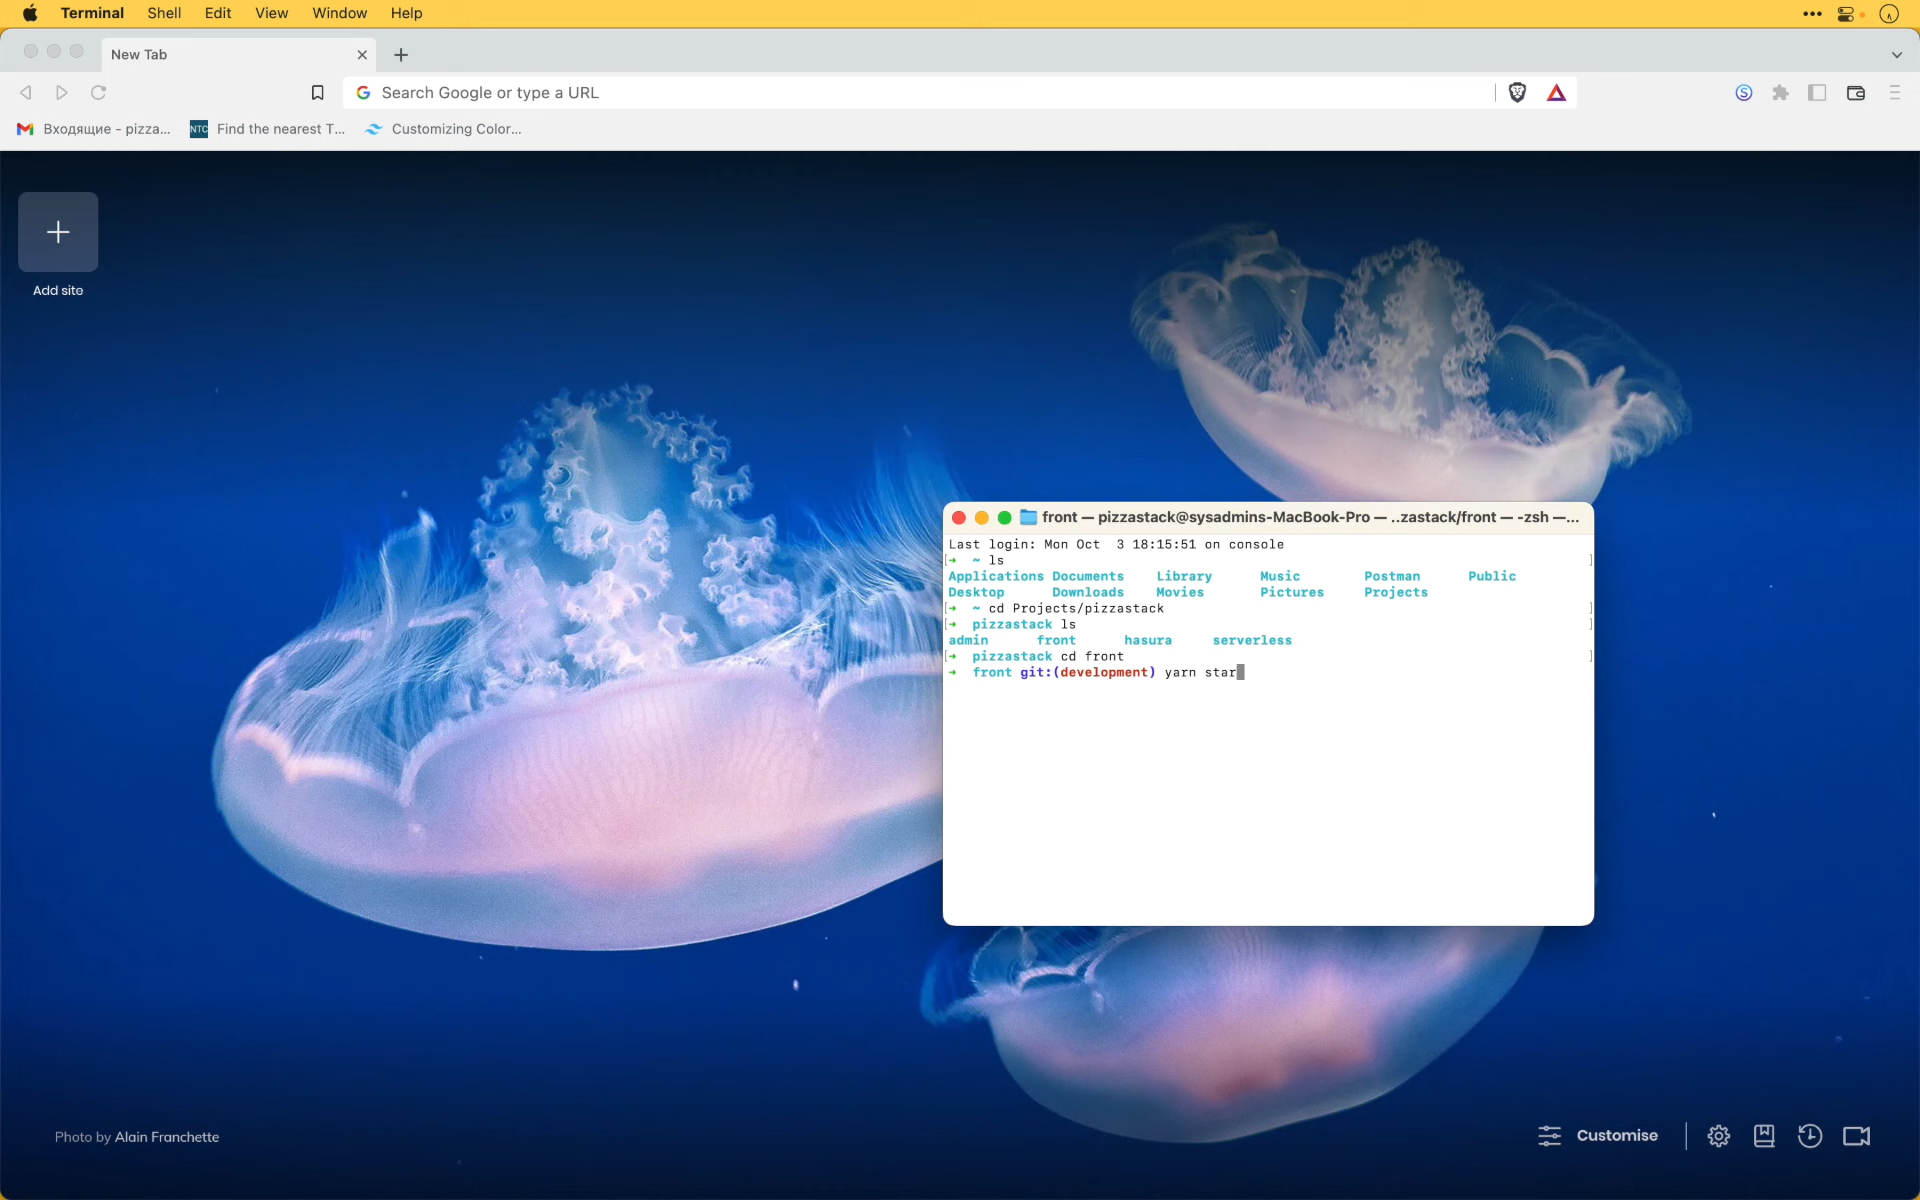 Terminal Shell Edit View Window Help
New Tab
Search Google or type a URL
Входящие - pizza... NTC Find the nearest T... Customizing Color...
Add site
front — pizzastack@sysadmins-MacBook-Pro — ..zastack/front — -zsh —...
Last login: Mon Oct  3 18:15:51 on console
[➜  ~ ls ]
Applications Documents Library Music Postman Public
Desktop Downloads Movies Pictures Projects
[➜  ~ cd Projects/pizzastack ]
[➜  pizzastack ls ]
admin front hasura serverless
[➜  pizzastack cd front ]
➜  front git:(development) yarn star
Photo by Alain Franchette
Customise